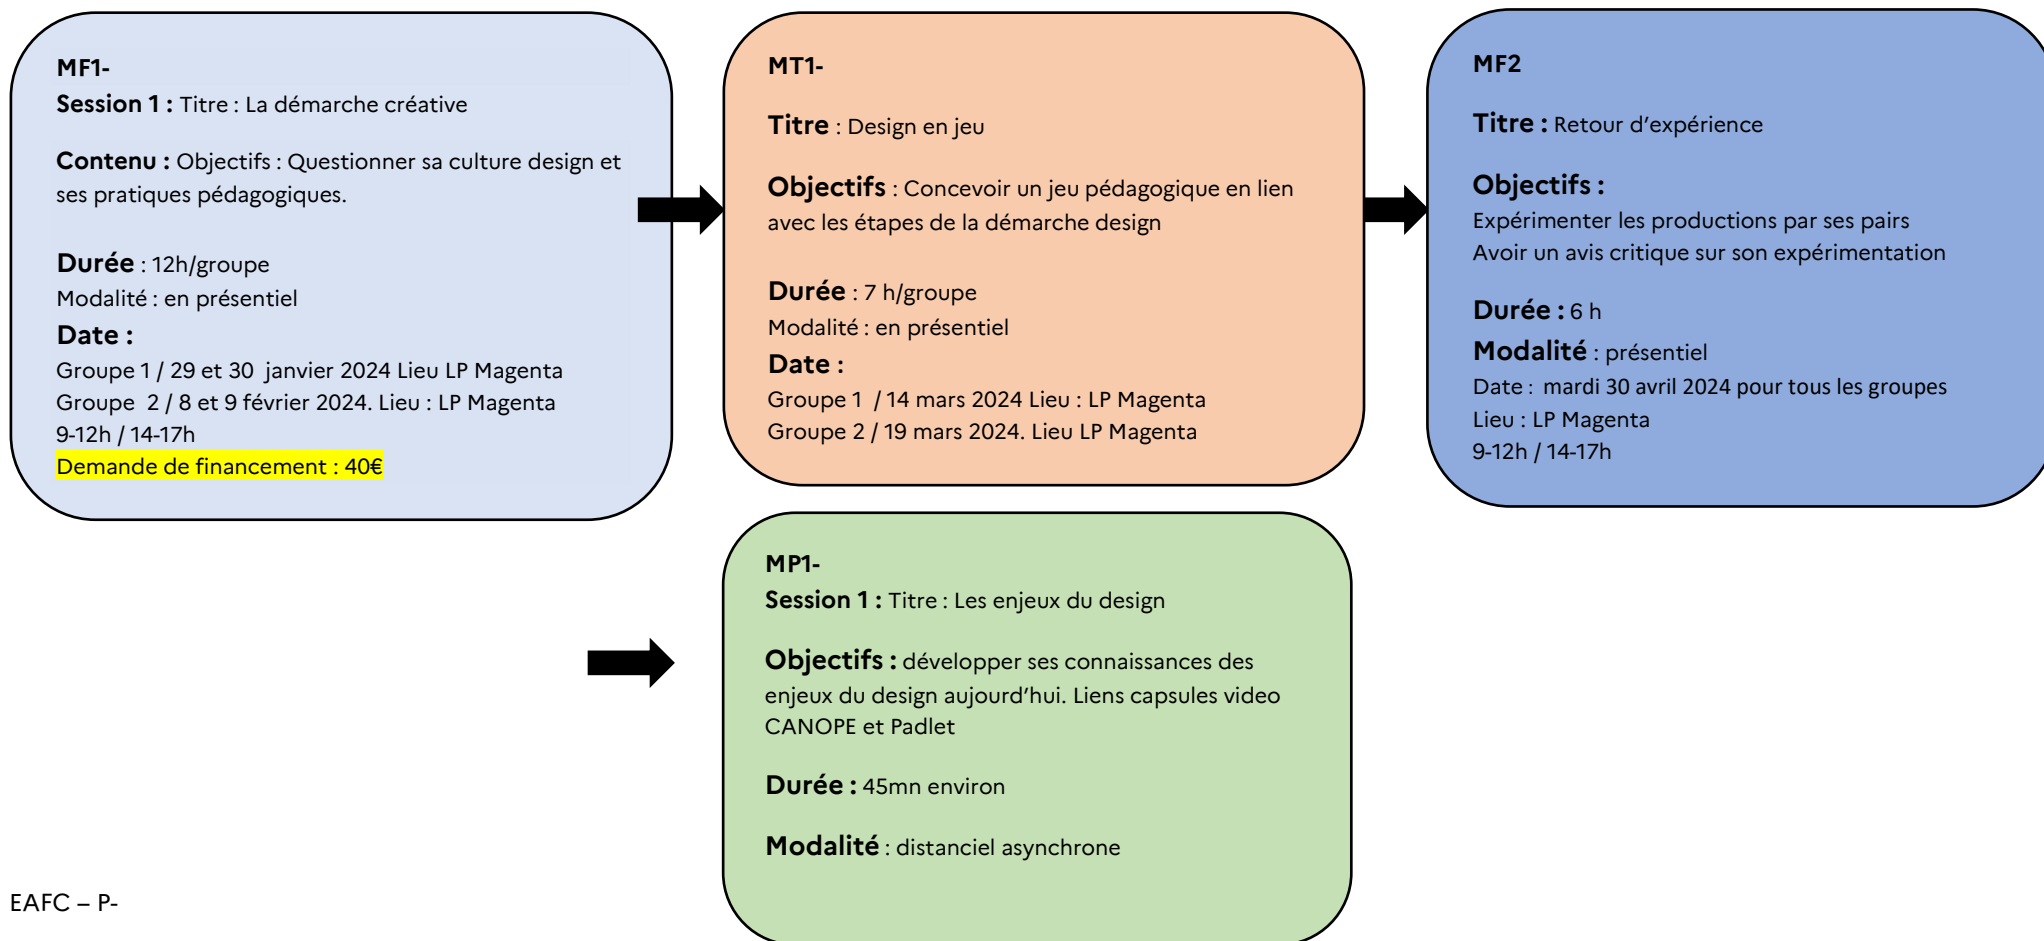 MF1-
Session 1 : Titre : La démarche créative
Contenu : Objectifs : Questionner sa culture design et
ses pratiques pédagogiques.
Durée : 12h/groupe
Modalité : en présentiel
Date :
Groupe 1 / 29 et 30  janvier 2024 Lieu LP Magenta
Groupe  2 / 8 et 9 février 2024. Lieu : LP Magenta
9-12h / 14-17h
Demande de financement : 40€
MT1-
Titre : Design en jeu
Objectifs : Concevoir un jeu pédagogique en lien
avec les étapes de la démarche design
Durée : 7 h/groupe
Modalité : en présentiel
Date :
Groupe 1  / 14 mars 2024 Lieu : LP Magenta
Groupe 2 / 19 mars 2024. Lieu LP Magenta
MF2
Titre : Retour d’expérience
Objectifs :
Expérimenter les productions par ses pairs
Avoir un avis critique sur son expérimentation
Durée : 6 h
Modalité : présentiel
Date :  mardi 30 avril 2024 pour tous les groupes
Lieu : LP Magenta
9-12h / 14-17h
MP1-
Session 1 : Titre : Les enjeux du design
Objectifs : développer ses connaissances des
enjeux du design aujourd’hui. Liens capsules video
CANOPE et Padlet
Durée : 45mn environ
Modalité : distanciel asynchrone
EAFC – P-